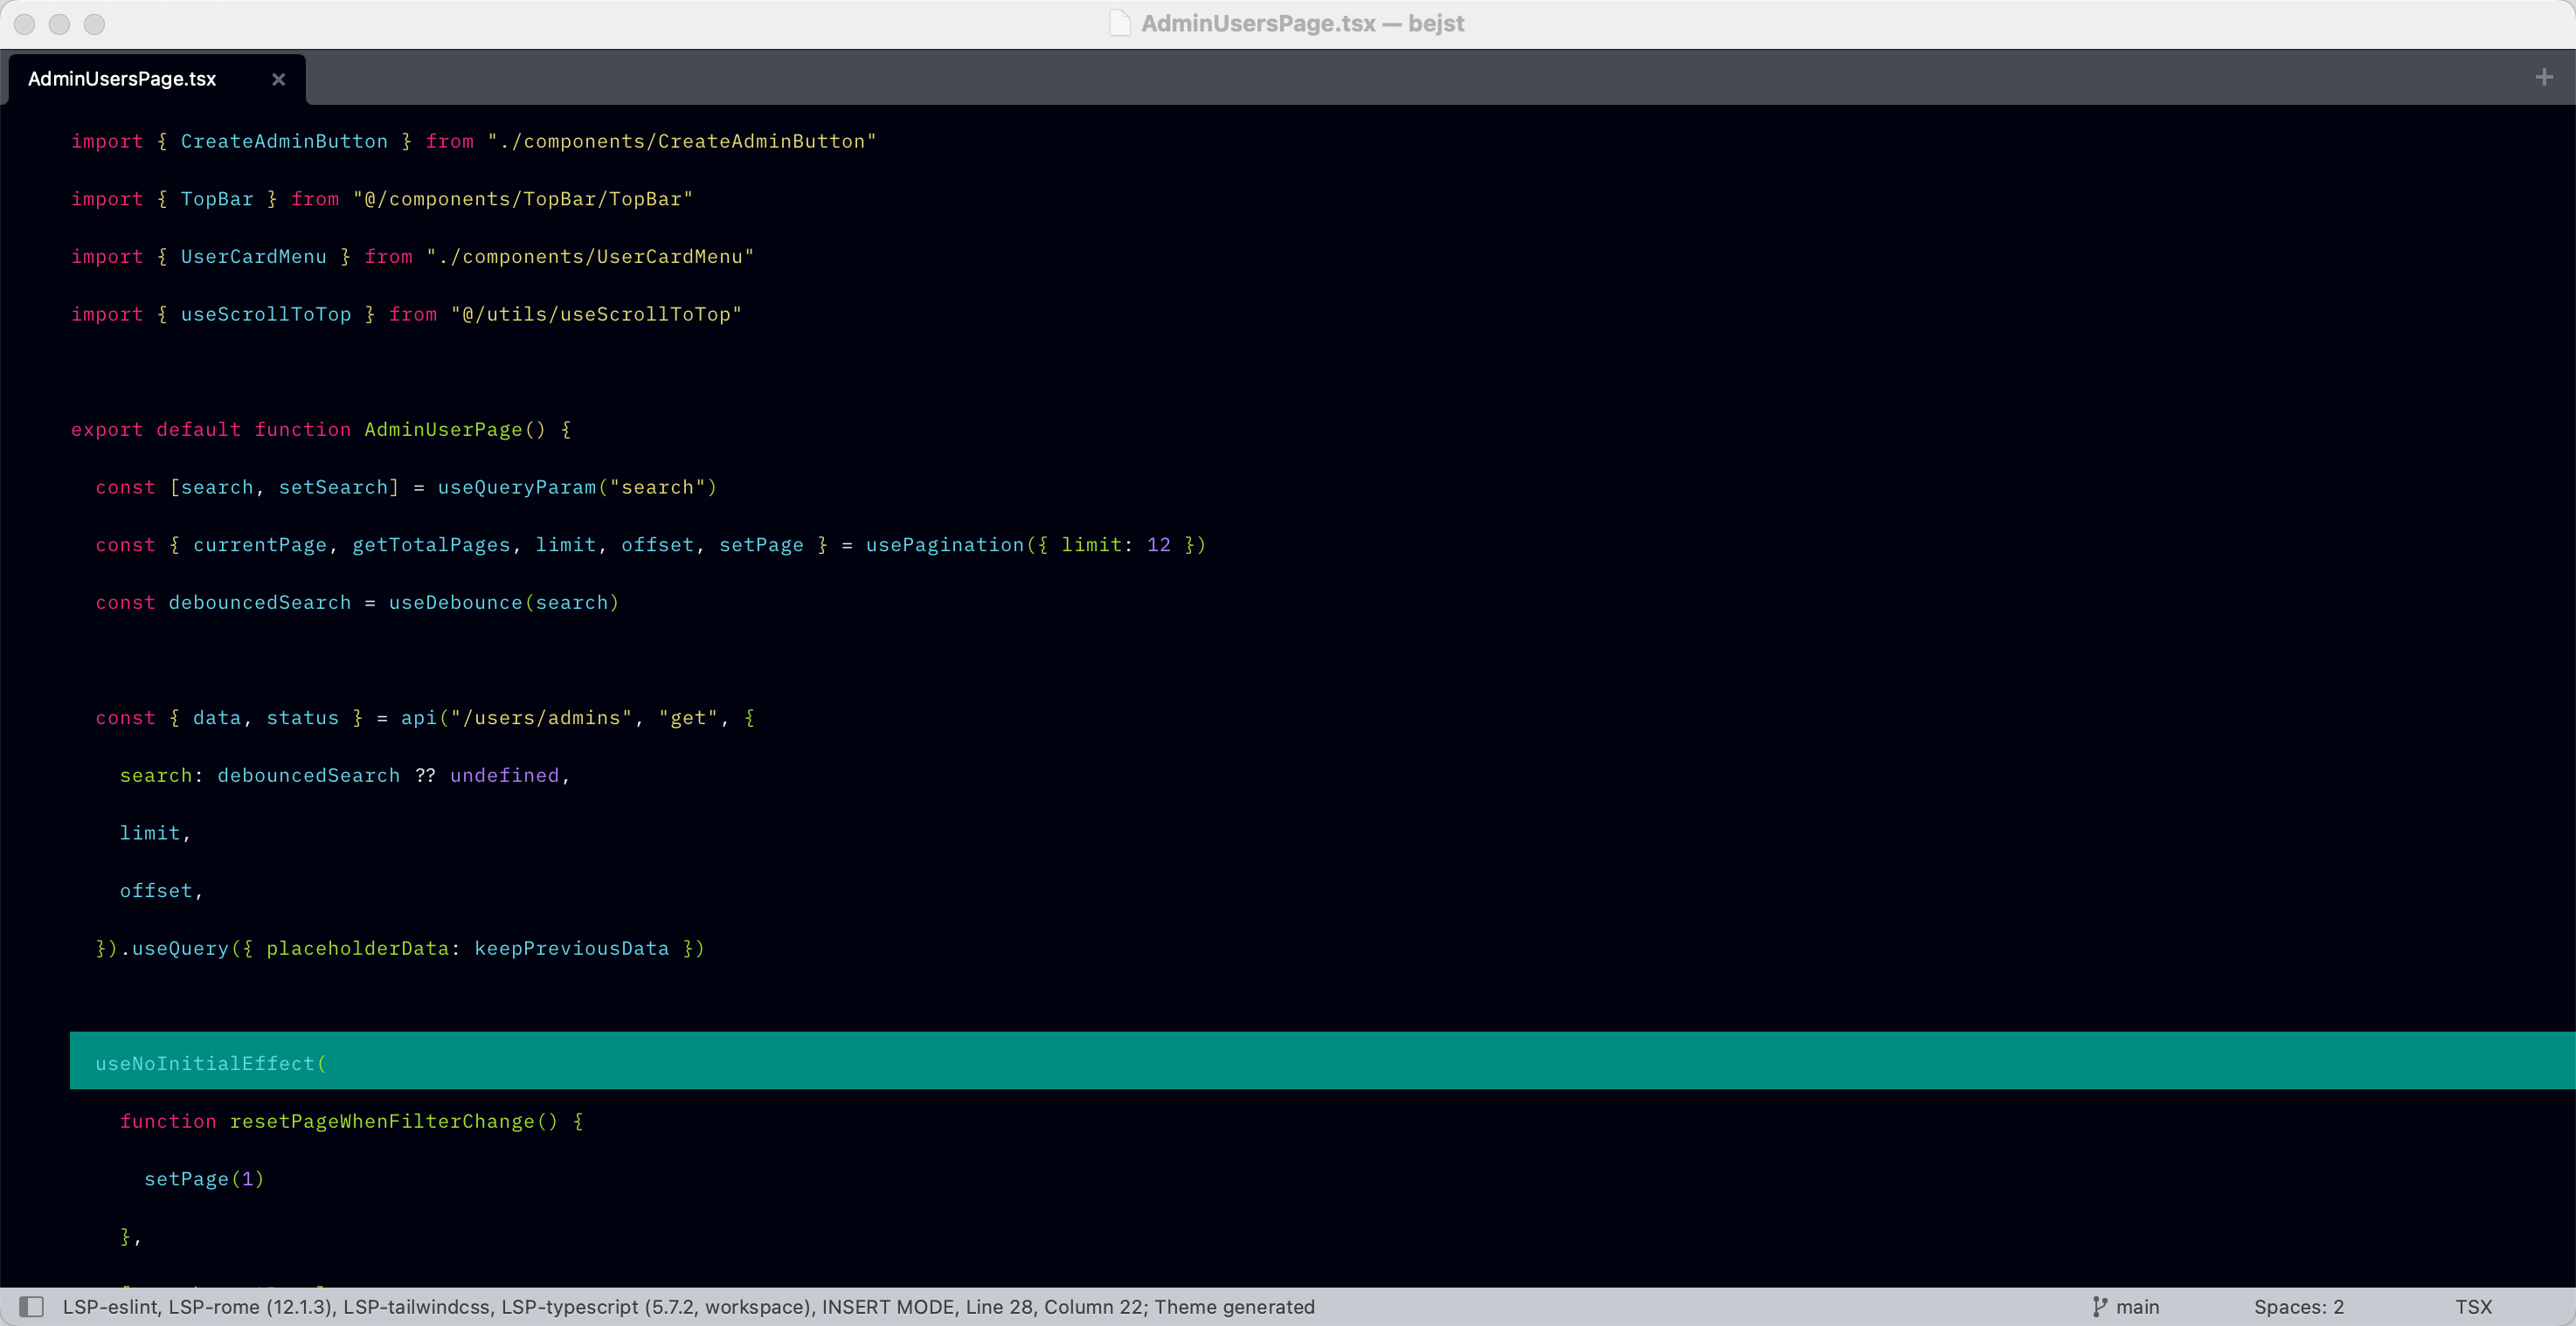 AdminUsersPage.tsx — bejst
AdminUsersPage.tsx
import { CreateAdminButton } from "./components/CreateAdminButton"
import { TopBar } from "@/components/TopBar/TopBar"
import { UserCardMenu } from "./components/UserCardMenu"
import { useScrollToTop } from "@/utils/useScrollToTop"
export default function AdminUserPage() {
const [search, setSearch] = useQueryParam("search")
const { currentPage, getTotalPages, limit, offset, setPage } = usePagination({ limit: 12 })
const debouncedSearch = useDebounce(search)
const { data, status } = api("/users/admins", "get", {
search: debouncedSearch ?? undefined,
limit,
offset,
}).useQuery({ placeholderData: keepPreviousData })
useNoInitialEffect(
function resetPageWhenFilterChange() {
setPage(1)
},
LSP-eslint, LSP-rome (12.1.3), LSP-tailwindcss, LSP-typescript (5.7.2, workspace), INSERT MODE, Line 28, Column 22; Theme generated
main
Spaces: 2
TSX